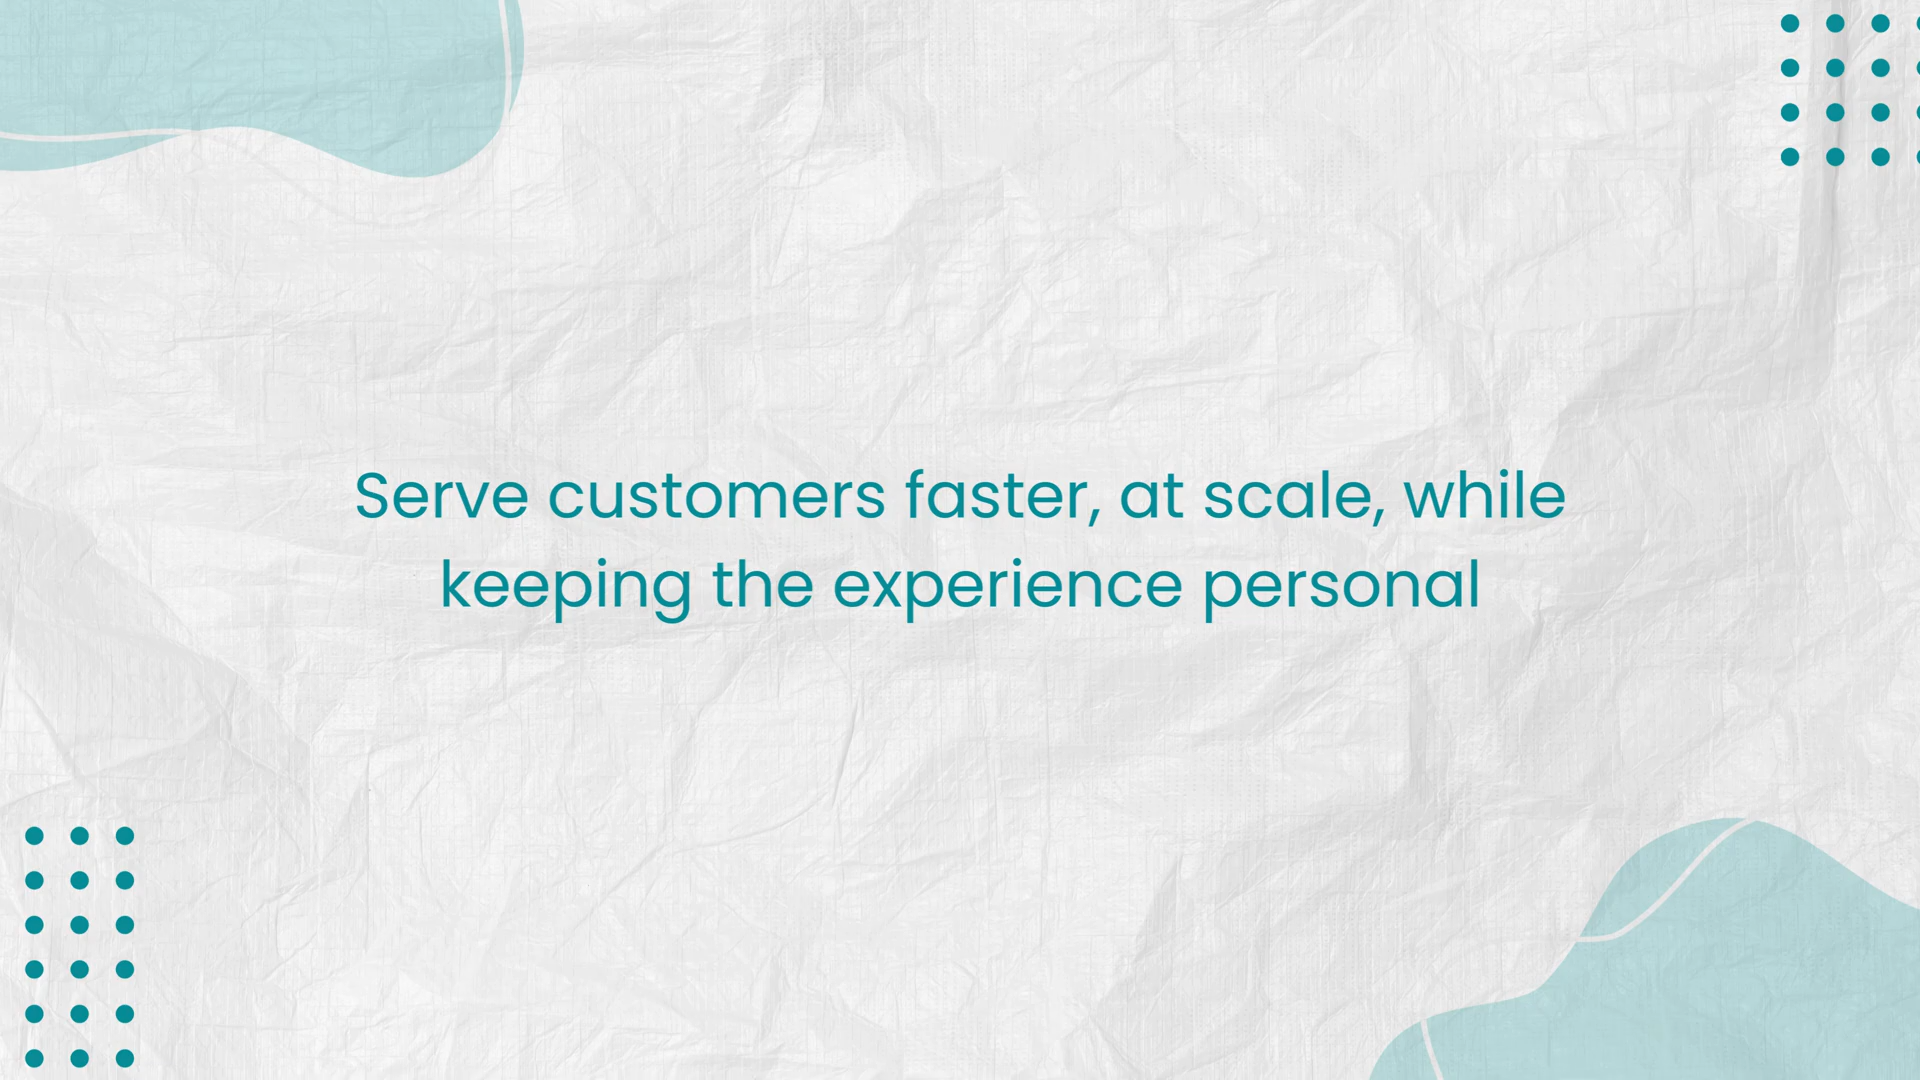 Serve customers faster, at scale, while
keeping the experience personal